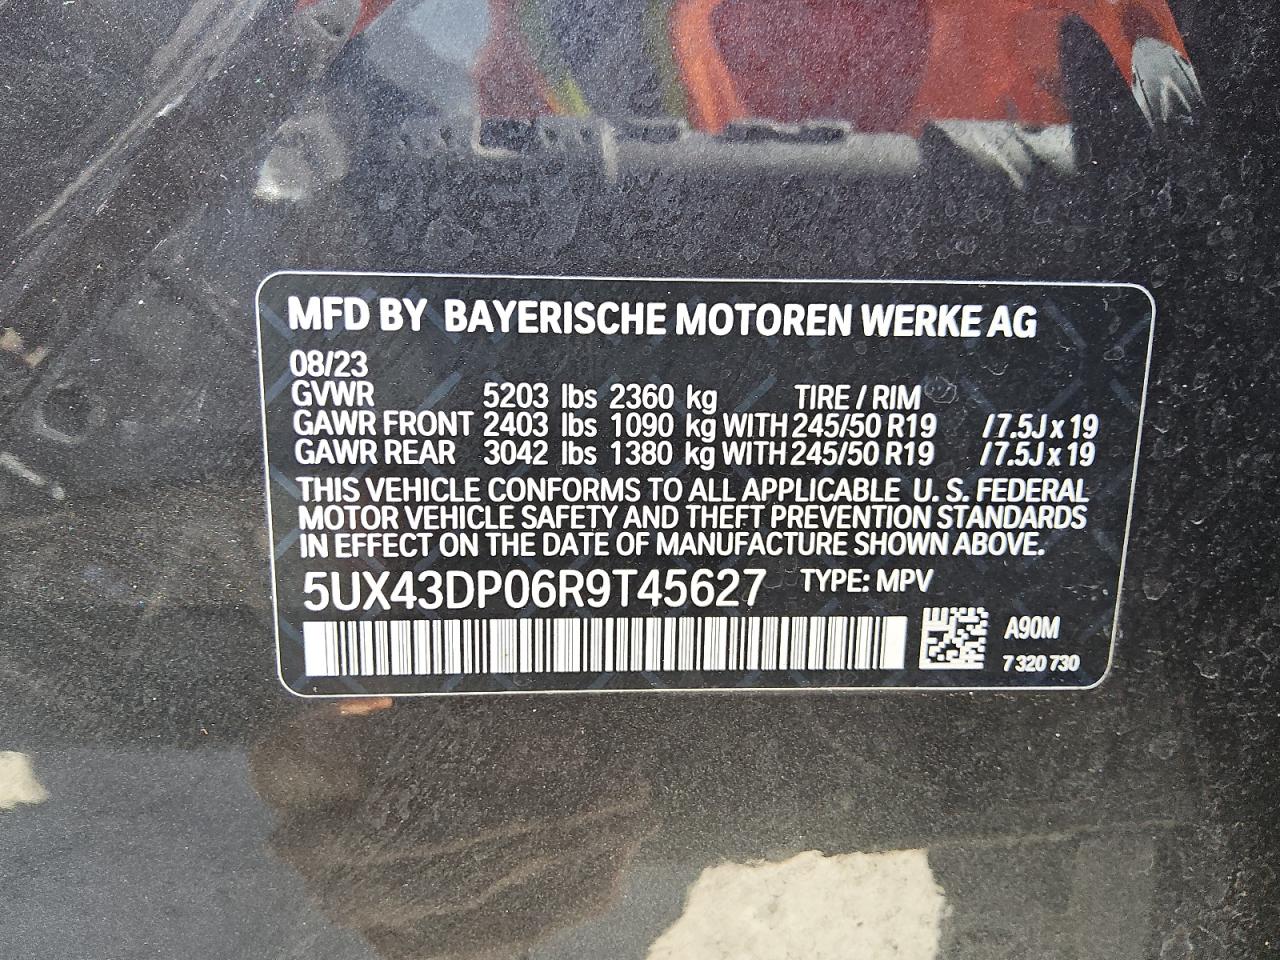 MFD BY BAYERISCHE MOTOREN WERKE AG
08/23
GVWR 5203 lbs 2360 kg TIRE / RIM
GAWR FRONT 2403 lbs 1090 kg WITH 245/50 R19 / 7.5J x 19
GAWR REAR 3042 lbs 1380 kg WITH 245/50 R19 / 7.5J x 19
THIS VEHICLE CONFORMS TO ALL APPLICABLE U. S. FEDERAL
MOTOR VEHICLE SAFETY AND THEFT PREVENTION STANDARDS
IN EFFECT ON THE DATE OF MANUFACTURE SHOWN ABOVE.
5UX43DP06R9T45627 TYPE: MPV
A90M
7 320 730